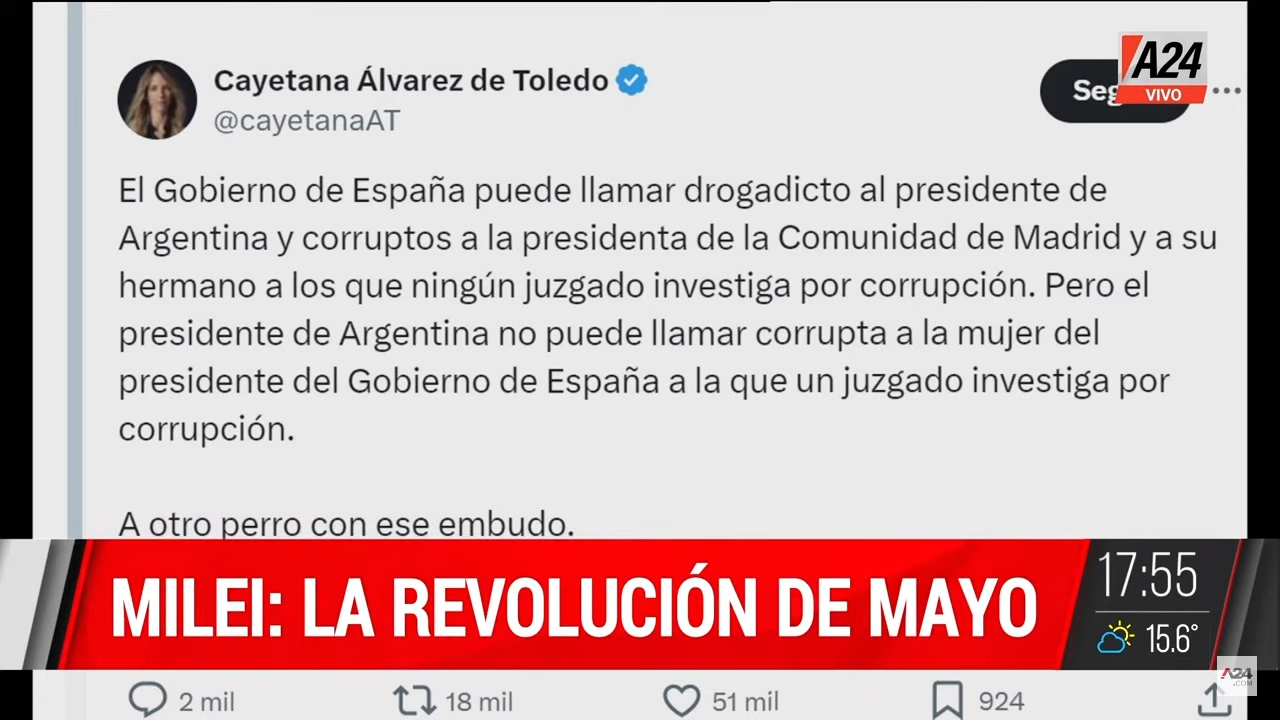 Cayetana Álvarez de Toledo
@cayetanaAT
A24
VIVO
El Gobierno de España puede llamar drogadicto al presidente de
Argentina y corruptos a la presidenta de la Comunidad de Madrid y a su
hermano a los que ningún juzgado investiga por corrupción. Pero el
presidente de Argentina no puede llamar corrupta a la mujer del
presidente del Gobierno de España a la que un juzgado investiga por
corrupción.
A otro perro con ese embudo.
MILEI: LA REVOLUCIÓN DE MAYO
17:55
15.6°
2 mil
18 mil
51 mil
924
A24
.COM